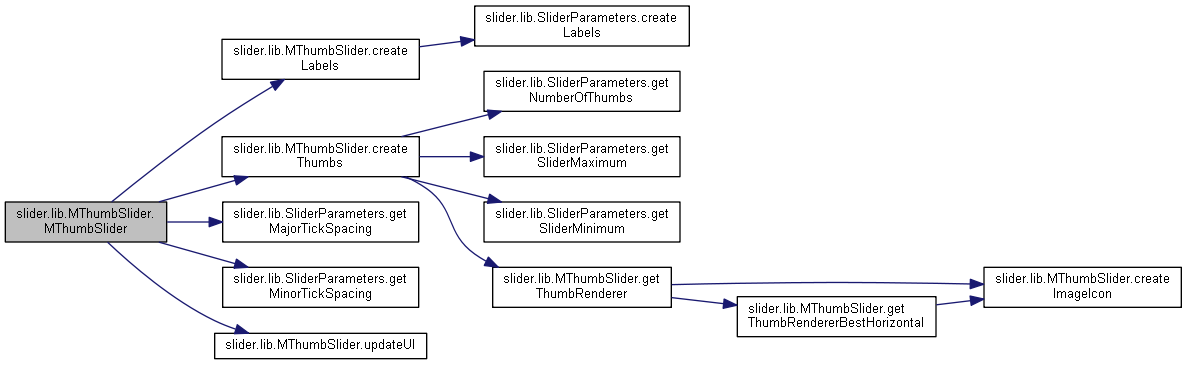 slider.lib.MThumbSlider.
MThumbSlider
slider.lib.MThumbSlider.create
Labels
slider.lib.SliderParameters.create
Labels
slider.lib.MThumbSlider.create
Thumbs
slider.lib.SliderParameters.get
NumberOfThumbs
slider.lib.SliderParameters.get
SliderMaximum
slider.lib.SliderParameters.get
SliderMinimum
slider.lib.MThumbSlider.get
ThumbRenderer
slider.lib.MThumbSlider.create
ImageIcon
slider.lib.MThumbSlider.get
ThumbRendererBestHorizontal
slider.lib.SliderParameters.get
MajorTickSpacing
slider.lib.SliderParameters.get
MinorTickSpacing
slider.lib.MThumbSlider.updateUI